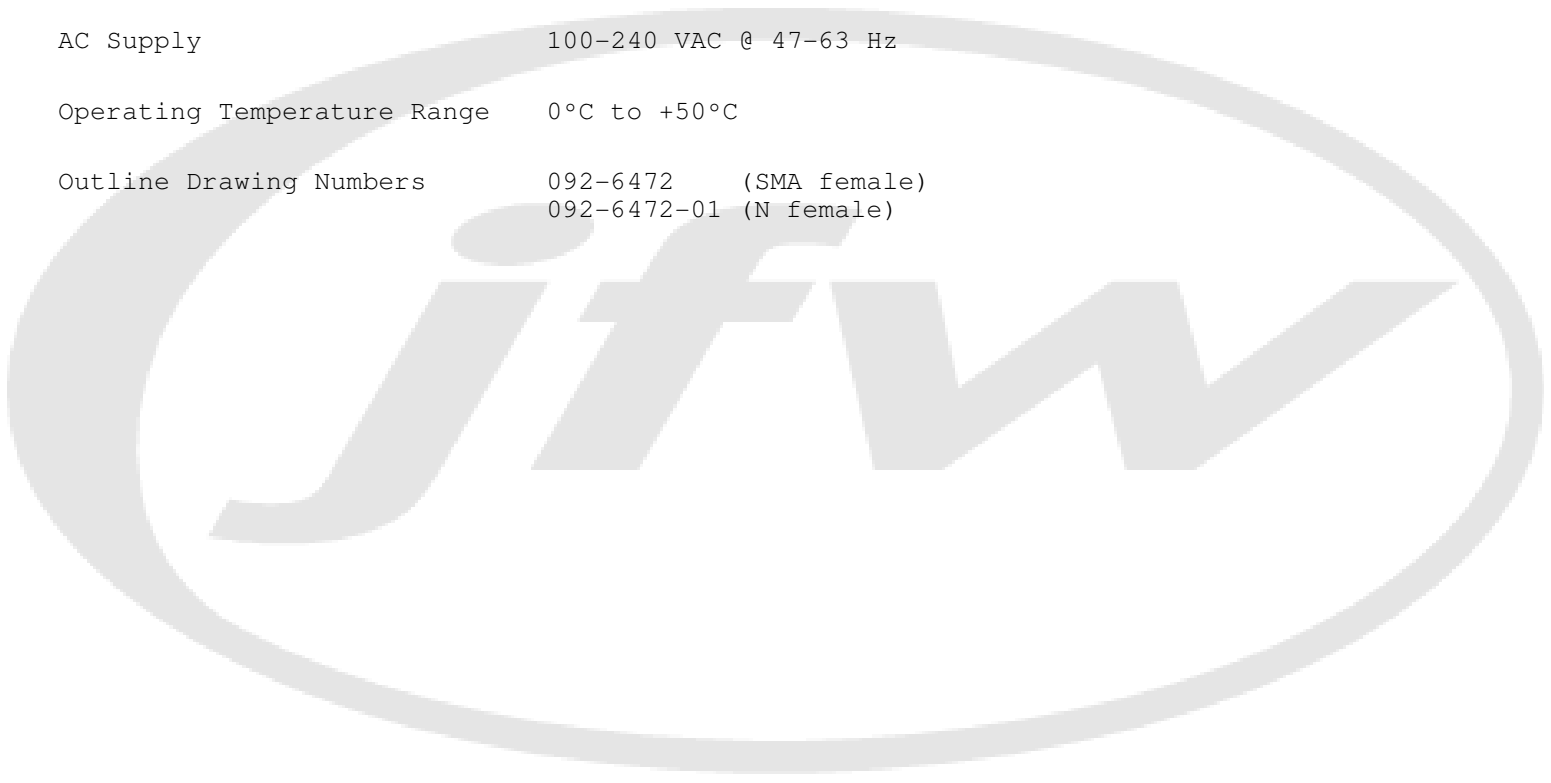 AC Supply 100-240 VAC @ 47-63 Hz
Operating Temperature Range 0°C to +50°C
Outline Drawing Numbers 092-6472 (SMA female)
092-6472-01 (N female)
jfw